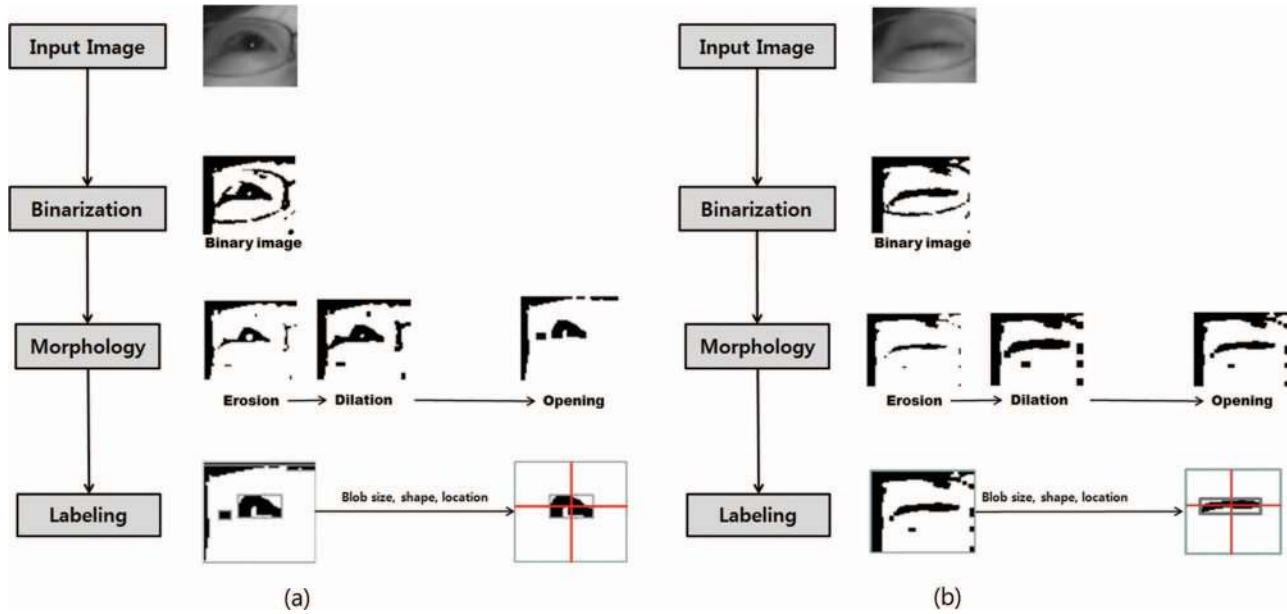 Input Image
Binarization
Binary image
Morphology
Erosion
Dilation
Opening
Labeling
Blob size, shape, location
(a)
Input Image
Binarization
Binary image
Morphology
Erosion
Dilation
Opening
Labeling
Blob size, shape, location
(b)